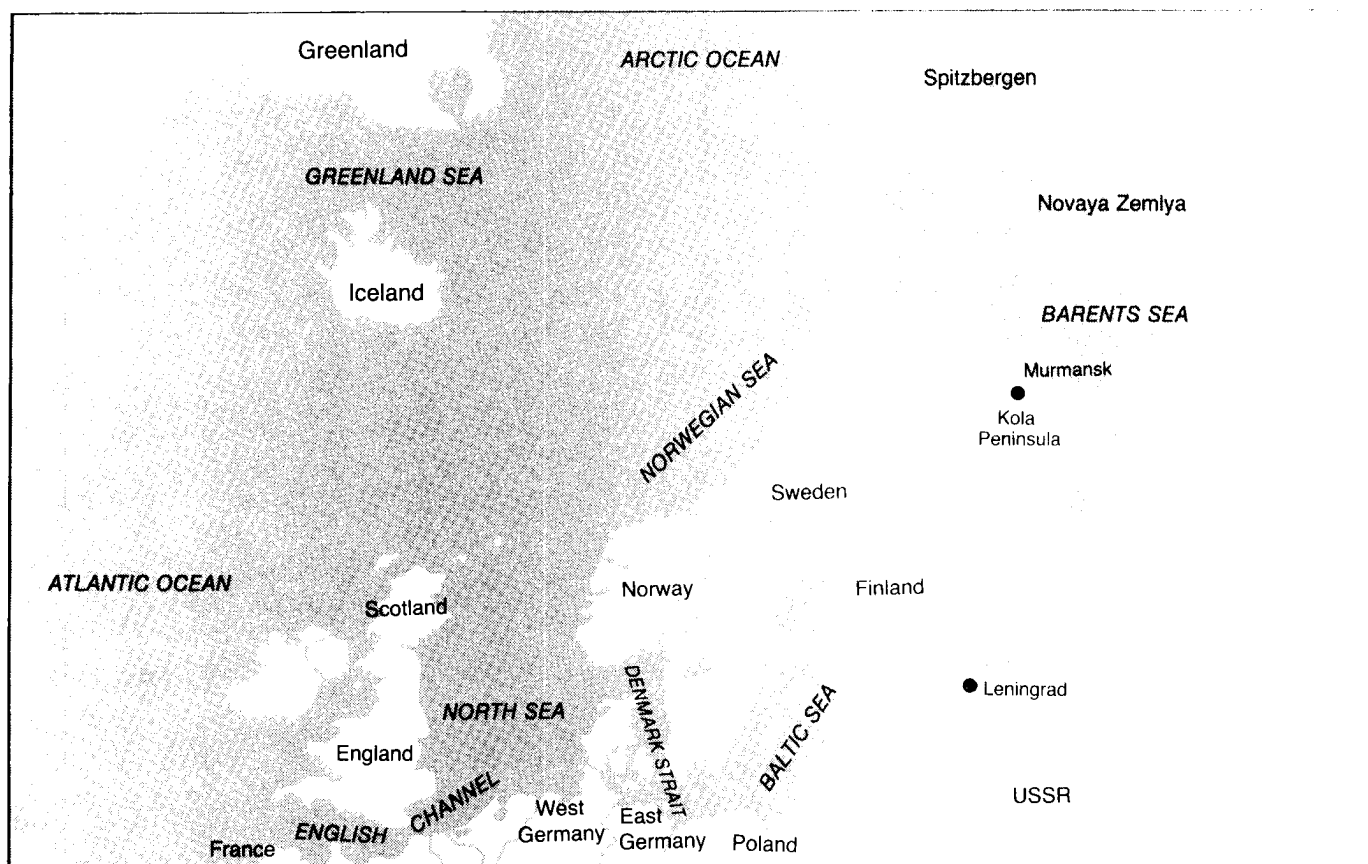 Greenland
ARCTIC OCEAN
Spitzbergen
GREENLAND SEA
Novaya Zemlya
Iceland
BARENTS SEA
Murmansk
Kola
Peninsula
NORWEGIAN SEA
Sweden
ATLANTIC OCEAN
Scotland
Norway
Finland
DENMARK STRAIT
Leningrad
NORTH SEA
BALTIC SEA
England
USSR
ENGLISH CHANNEL
West
Germany
East
Germany
Poland
France